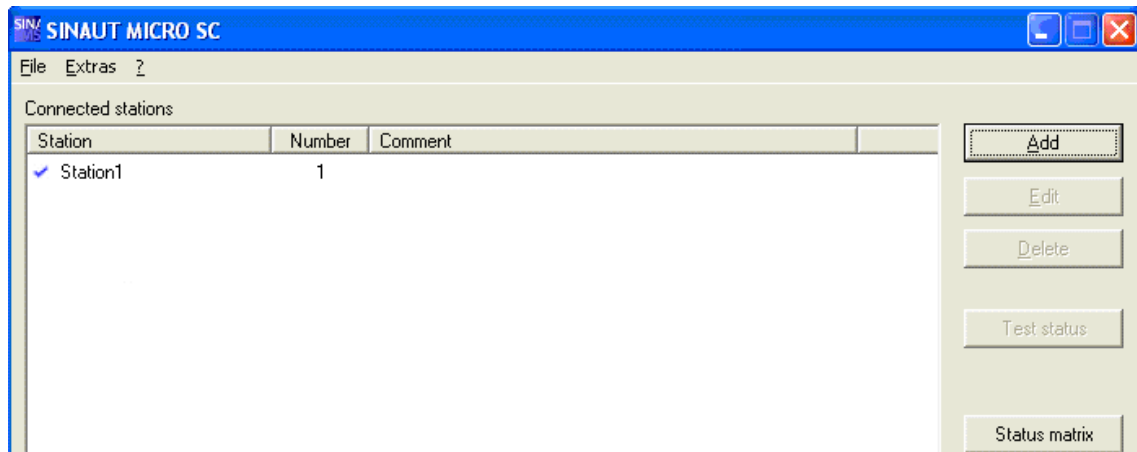 SINAUT MICRO SC
File Extras ?
Connected stations
Station Number Comment
Station1 1
Add
Edit
Delete
Test status
Status matrix